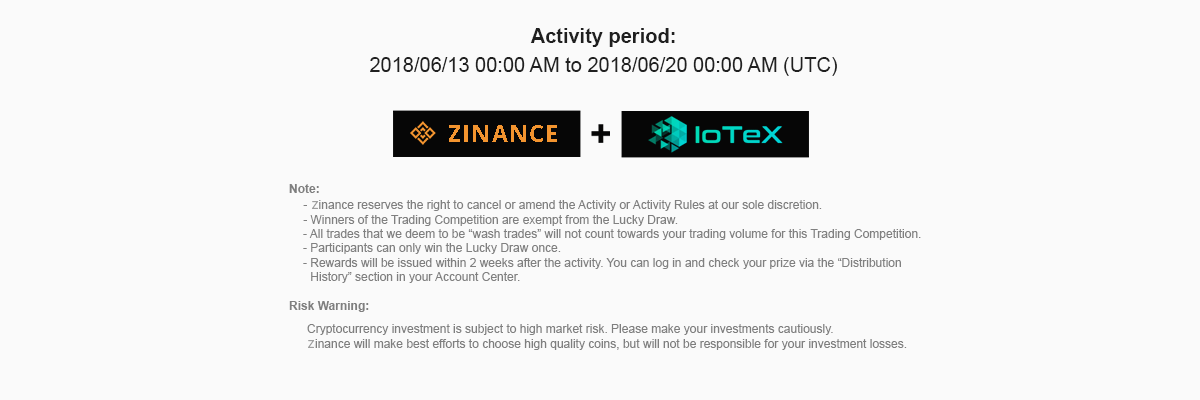 Activity period:
2018/06/13 00:00 AM to 2018/06/20 00:00 AM (UTC)
ZINANCE + IoTeX
Note:
- Zinance reserves the right to cancel or amend the Activity or Activity Rules at our sole discretion.
- Winners of the Trading Competition are exempt from the Lucky Draw.
- All trades that we deem to be “wash trades” will not count towards your trading volume for this Trading Competition.
- Participants can only win the Lucky Draw once.
- Rewards will be issued within 2 weeks after the activity. You can log in and check your prize via the “Distribution
History” section in your Account Center.
Risk Warning:
Cryptocurrency investment is subject to high market risk. Please make your investments cautiously.
Zinance will make best efforts to choose high quality coins, but will not be responsible for your investment losses.